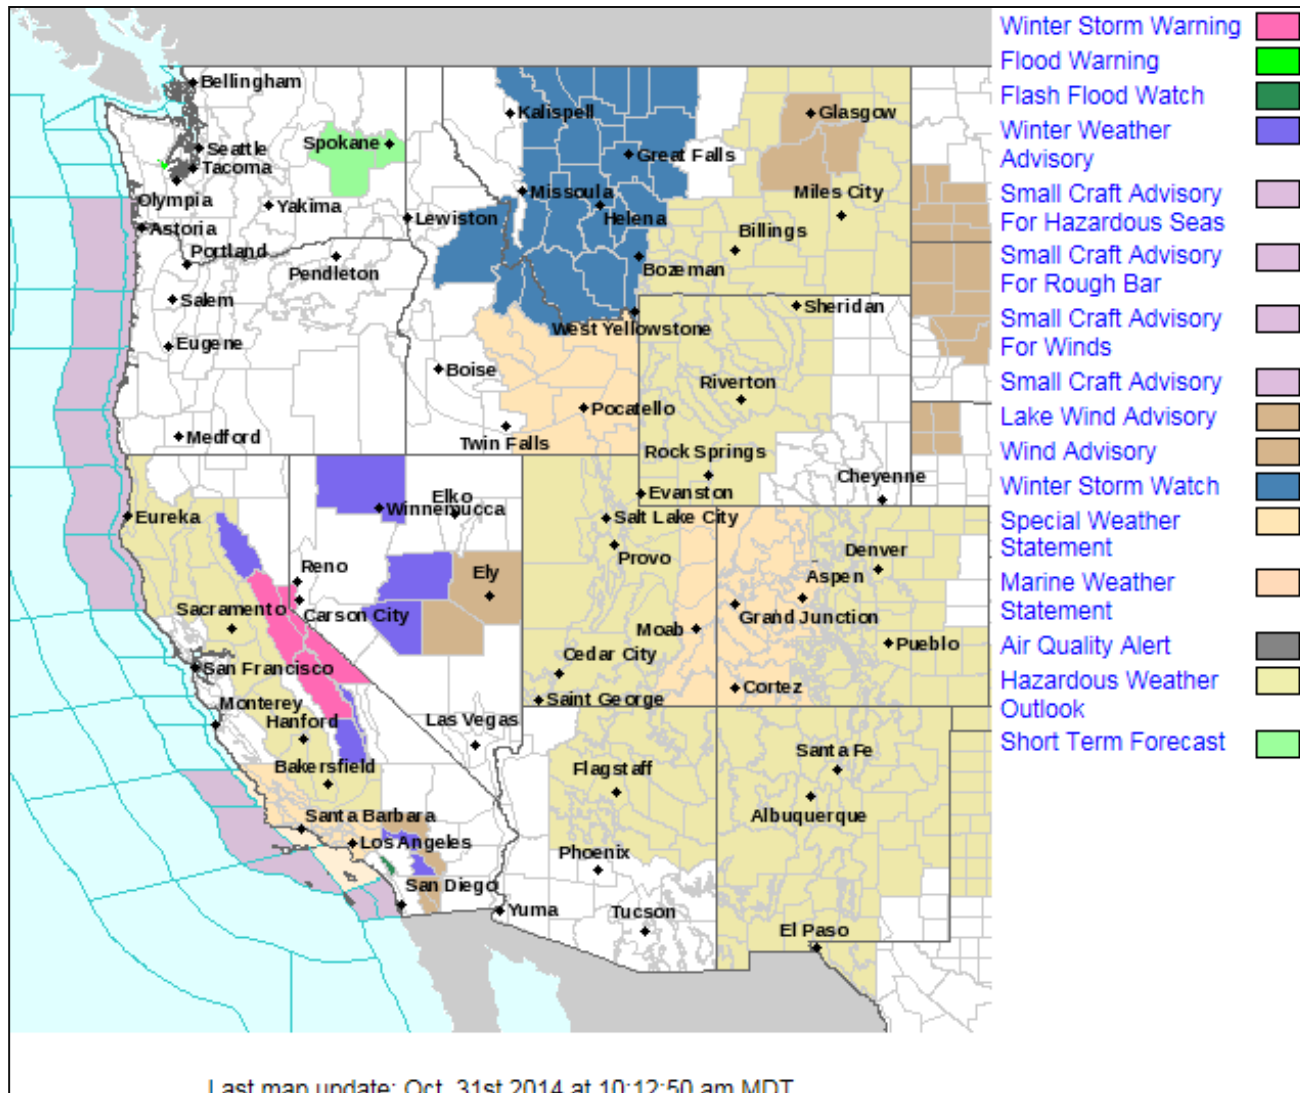 Winter Storm Warning
Flood Warning
Flash Flood Watch
Winter Weather
Advisory
Small Craft Advisory
For Hazardous Seas
Small Craft Advisory
For Rough Bar
Small Craft Advisory
For Winds
Small Craft Advisory
Lake Wind Advisory
Wind Advisory
Winter Storm Watch
Special Weather
Statement
Marine Weather
Statement
Air Quality Alert
Hazardous Weather
Outlook
Short Term Forecast
Bellingham
Kalispell
Glasgow
Seattle
Spokane
Great Falls
Tacoma
Missoula
Miles City
Olympia
Yakima
Lewiston
Helena
Astoria
Billings
Portland
Pendleton
Bozeman
Salem
Sheridan
West Yellowstone
Eugene
Boise
Riverton
Pocatello
Medford
Twin Falls
Rock Springs
Cheyenne
Evanston
Elko
Winnemucca
Eureka
Salt Lake City
Denver
Provo
Reno
Ely
Aspen
Sacramento
Carson City
Grand Junction
Moab
Pueblo
Cedar City
San Francisco
Cortez
Saint George
Monterey
Hanford
Las Vegas
Santa Fe
Bakersfield
Flagstaff
Albuquerque
Santa Barbara
Los Angeles
Phoenix
San Diego
Yuma
Tucson
El Paso
Last map update: Oct. 31st 2014 at 10:12:50 am MDT